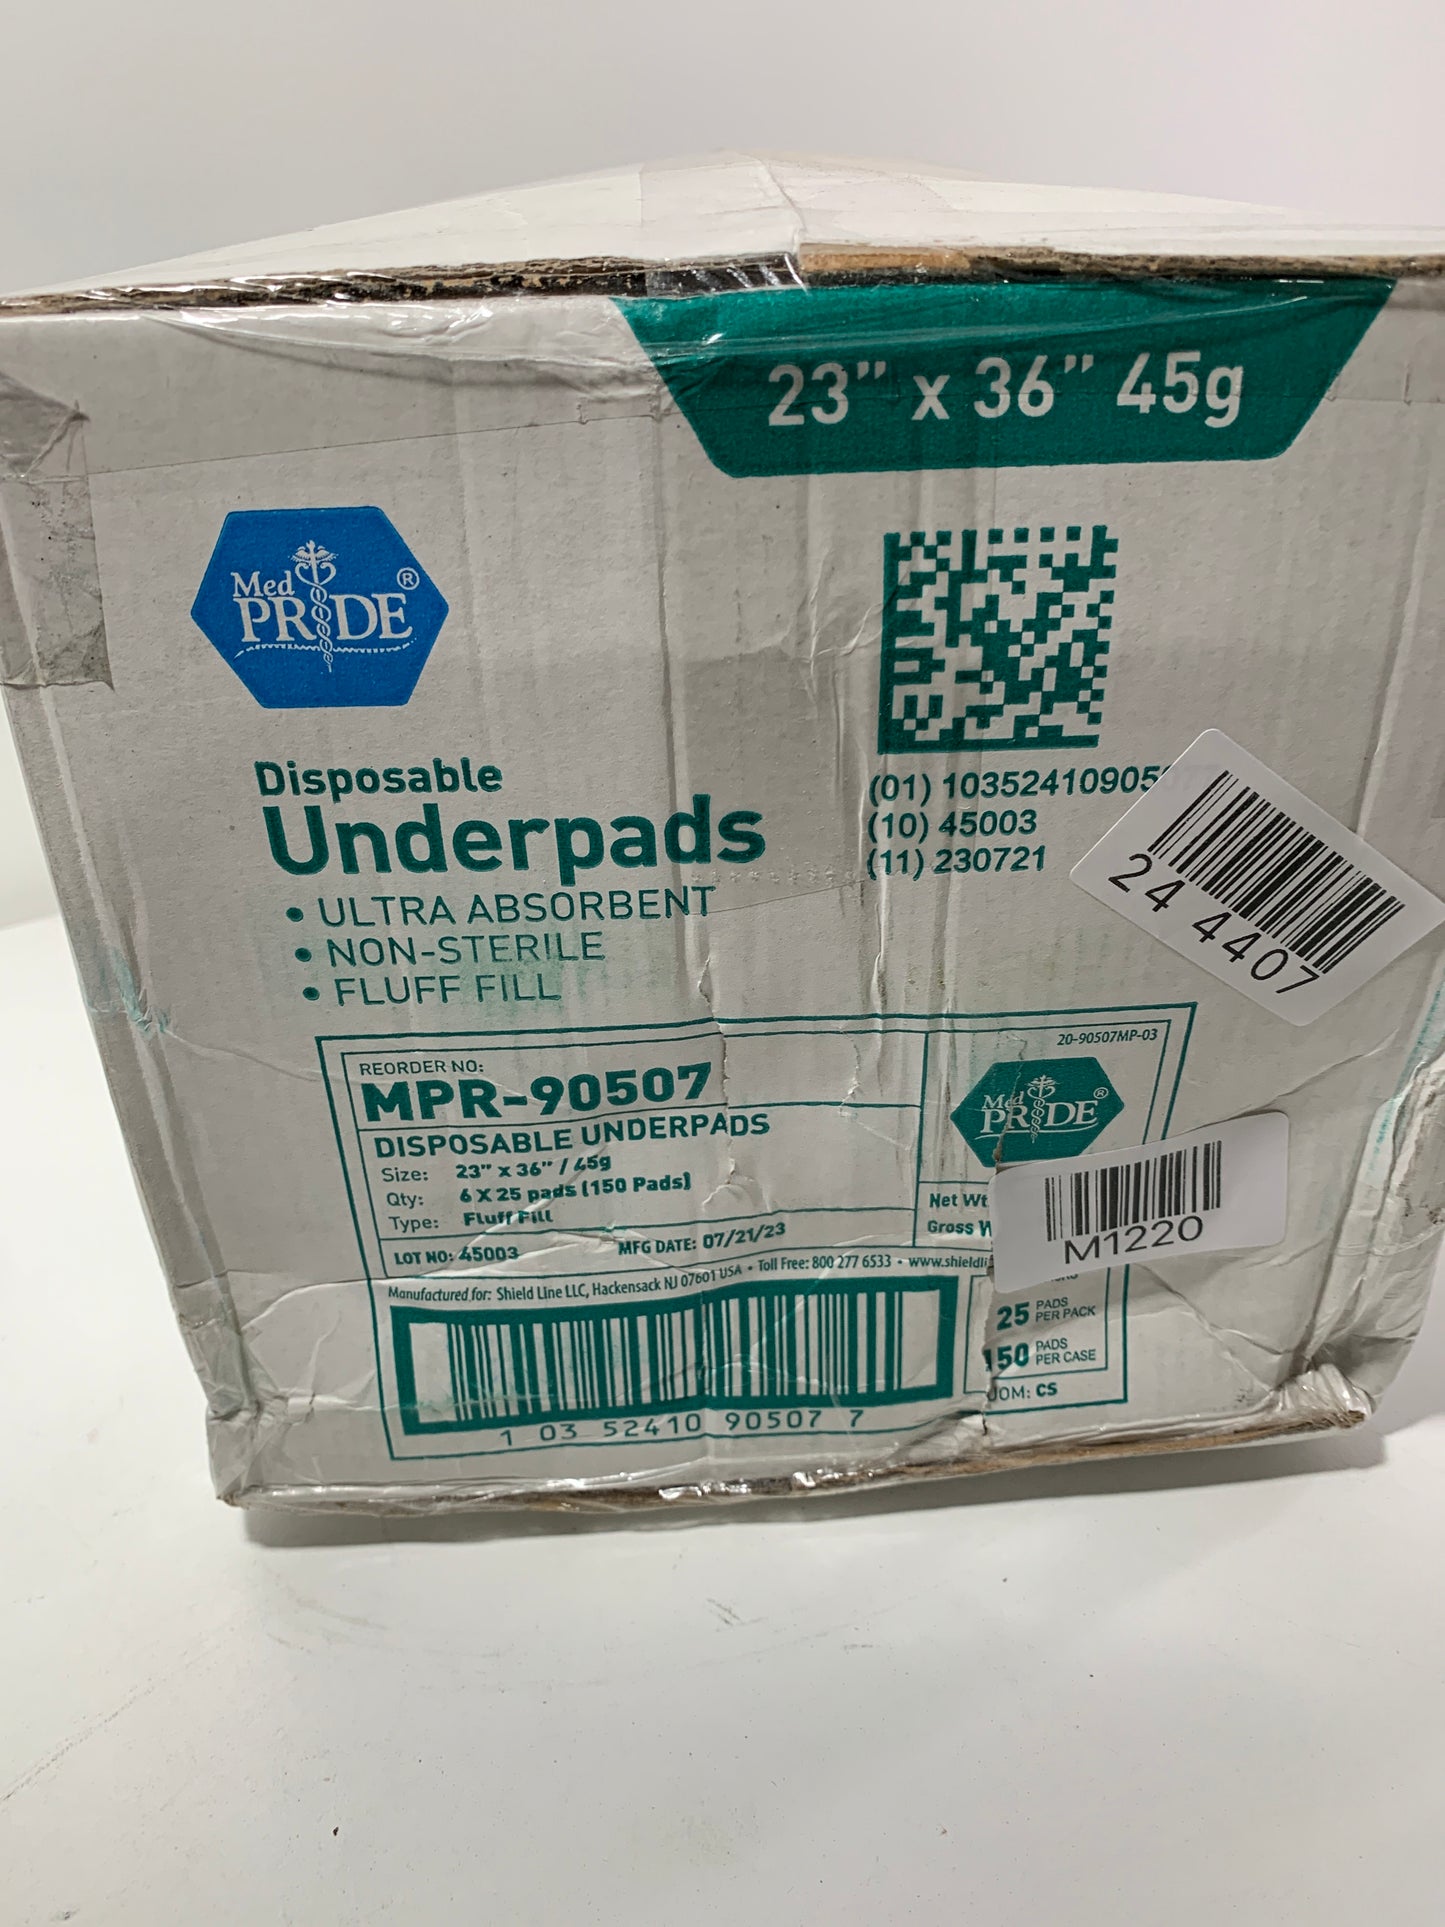 23" x 36" 45g
Med
PRIDE®
Disposable
Underpads
• ULTRA ABSORBENT
• NON-STERILE
• FLUFF FILL
(01) 10352410905
(10) 45003
(11) 230721
24 4407
REORDER NO:
MPR-90507
DISPOSABLE UNDERPADS
Size: 23" x 36" / 45g
Qty: 6 X 25 pads (150 Pads)
Type: Fluff Fill
LOT NO: 45003 MFG DATE: 07/21/23
20-90507MP-03
Med
PRIDE®
Net Wt
Gross W
M1220
Manufactured for: Shield Line LLC, Hackensack NJ 07601 USA • Toll Free: 800 277 6533 • www.shieldli
25 PADS PER PACK
150 PADS PER CASE
UOM: CS
1 03 52410 90507 7